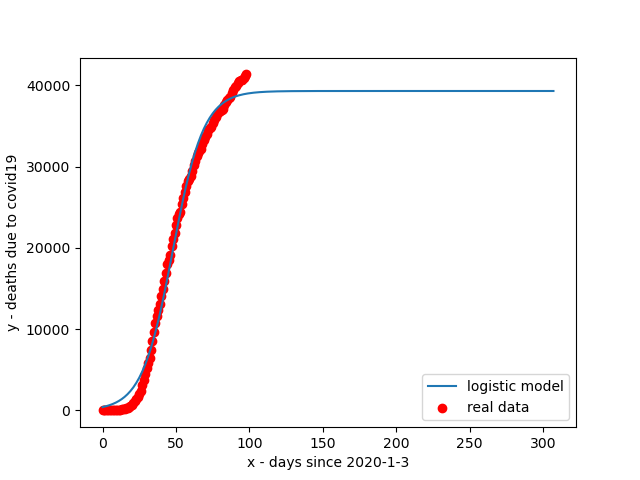 40000
30000
20000
10000
0
y - deaths due to covid19
logistic model
real data
0 50 100 150 200 250 300
x - days since 2020-1-3